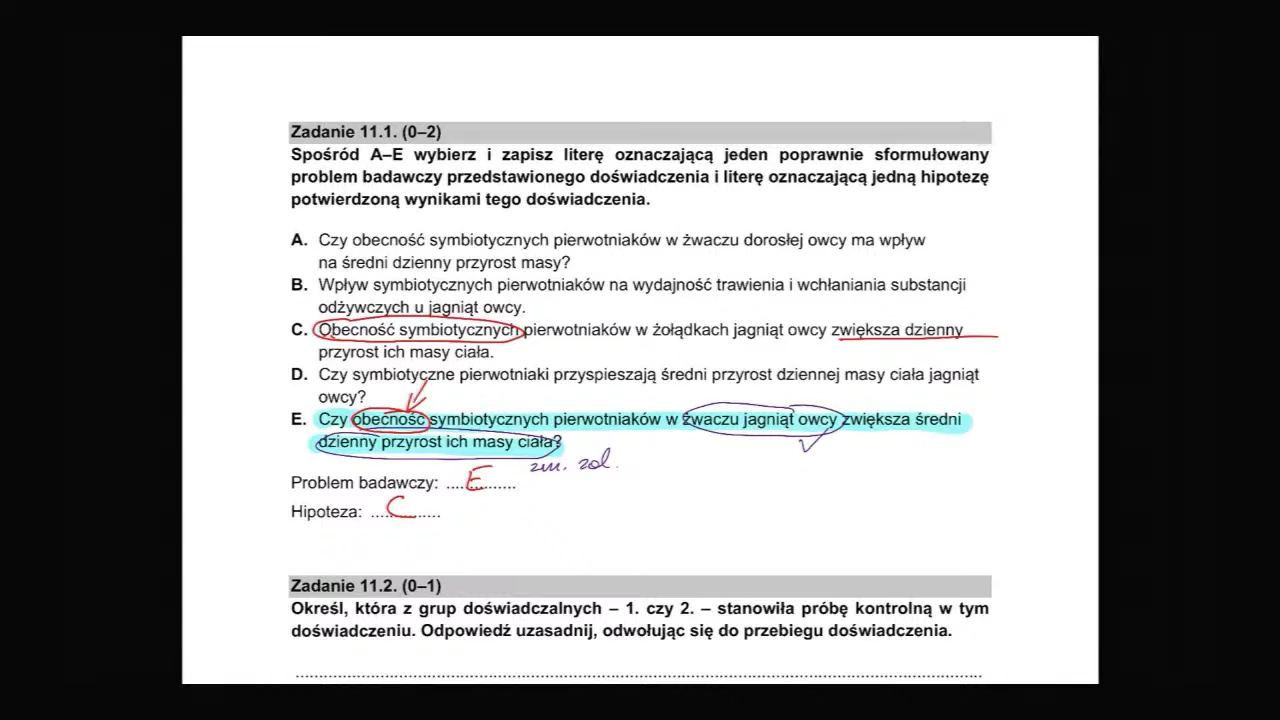 Zadanie 11.1. (0–2)
Spośród A–E wybierz i zapisz literę oznaczającą jeden poprawnie sformułowany
problem badawczy przedstawionego doświadczenia i literę oznaczającą jedną hipotezę
potwierdzoną wynikami tego doświadczenia.
A. Czy obecność symbiotycznych pierwotniaków w żwaczu dorosłej owcy ma wpływ
na średni dzienny przyrost masy?
B. Wpływ symbiotycznych pierwotniaków na wydajność trawienia i wchłaniania substancji
odżywczych u jagniąt owcy.
C. Obecność symbiotycznych pierwotniaków w żołądkach jagniąt owcy zwiększa dzienny
przyrost ich masy ciała.
D. Czy symbiotyczne pierwotniaki przyspieszają średni przyrost dziennej masy ciała jagniąt
owcy?
E. Czy obecność symbiotycznych pierwotniaków w żwaczu jagniąt owcy zwiększa średni
dzienny przyrost ich masy ciała?
zm. zal.
Problem badawczy: ....E..........
Hipoteza: ....C..........
Zadanie 11.2. (0–1)
Określ, która z grup doświadczalnych – 1. czy 2. – stanowiła próbę kontrolną w tym
doświadczeniu. Odpowiedź uzasadnij, odwołując się do przebiegu doświadczenia.